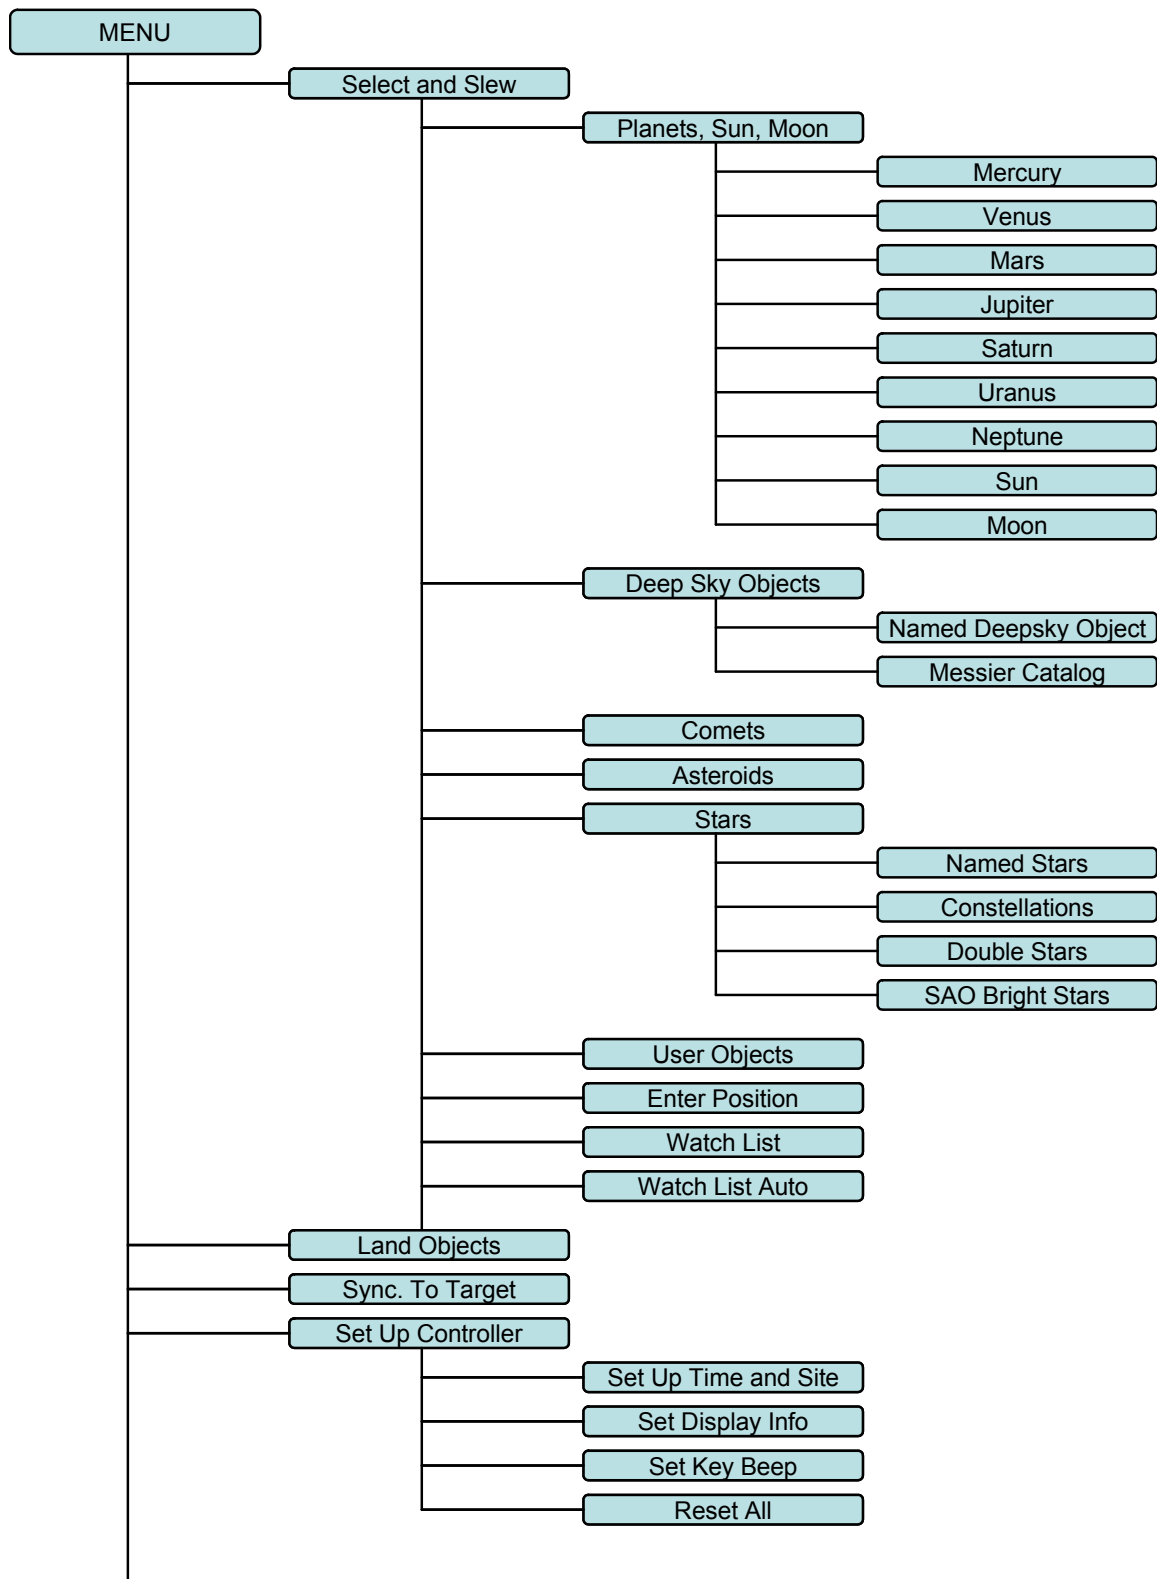 MENU
Select and Slew
Planets, Sun, Moon
Mercury
Venus
Mars
Jupiter
Saturn
Uranus
Neptune
Sun
Moon
Deep Sky Objects
Named Deepsky Object
Messier Catalog
Comets
Asteroids
Stars
Named Stars
Constellations
Double Stars
SAO Bright Stars
User Objects
Enter Position
Watch List
Watch List Auto
Land Objects
Sync. To Target
Set Up Controller
Set Up Time and Site
Set Display Info
Set Key Beep
Reset All